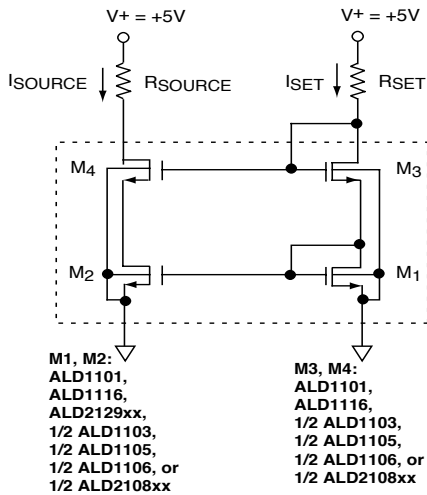 V+ = +5V
V+ = +5V
ISOURCE
RSOURCE
ISET
RSET
M4
M3
M2
M1
M1, M2:
ALD1101,
ALD1116,
ALD2129xx,
1/2 ALD1103,
1/2 ALD1105,
1/2 ALD1106, or
1/2 ALD2108xx
M3, M4:
ALD1101,
ALD1116,
1/2 ALD1103,
1/2 ALD1105,
1/2 ALD1106, or
1/2 ALD2108xx